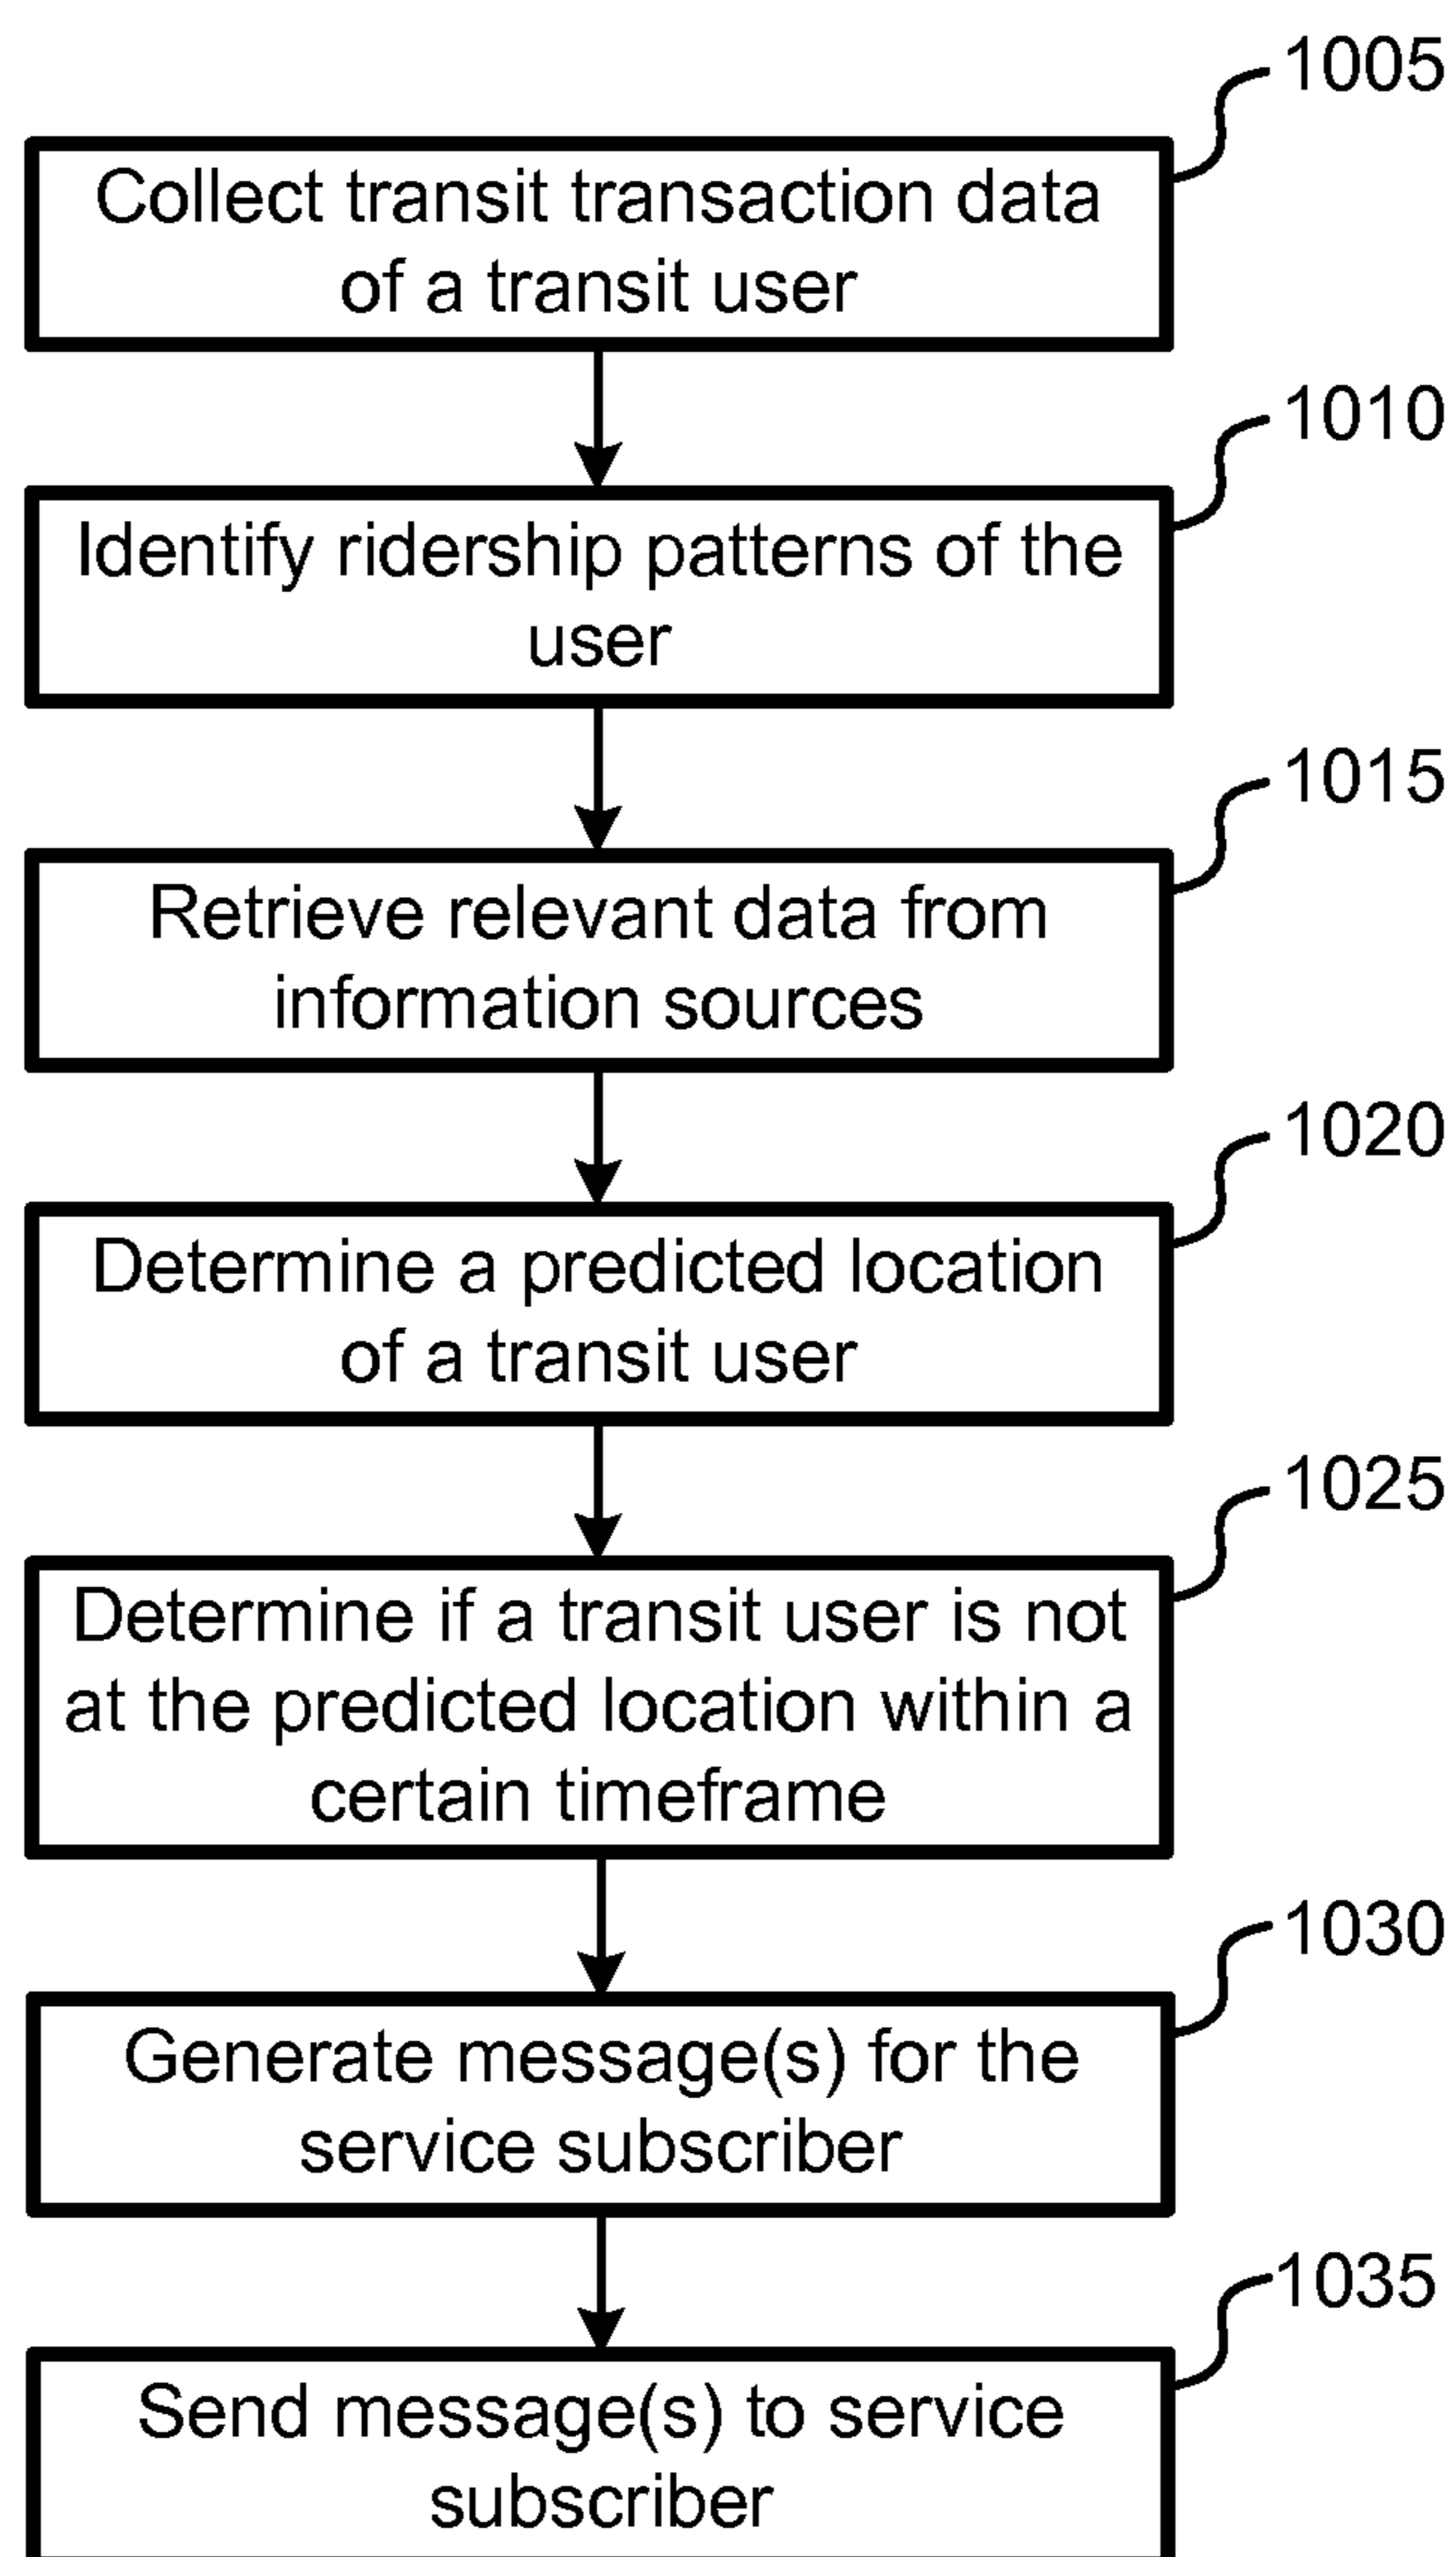 1005
Collect transit transaction data
of a transit user
1010
Identify ridership patterns of the
user
1015
Retrieve relevant data from
information sources
1020
Determine a predicted location
of a transit user
1025
Determine if a transit user is not
at the predicted location within a
certain timeframe
1030
Generate message(s) for the
service subscriber
1035
Send message(s) to service
subscriber